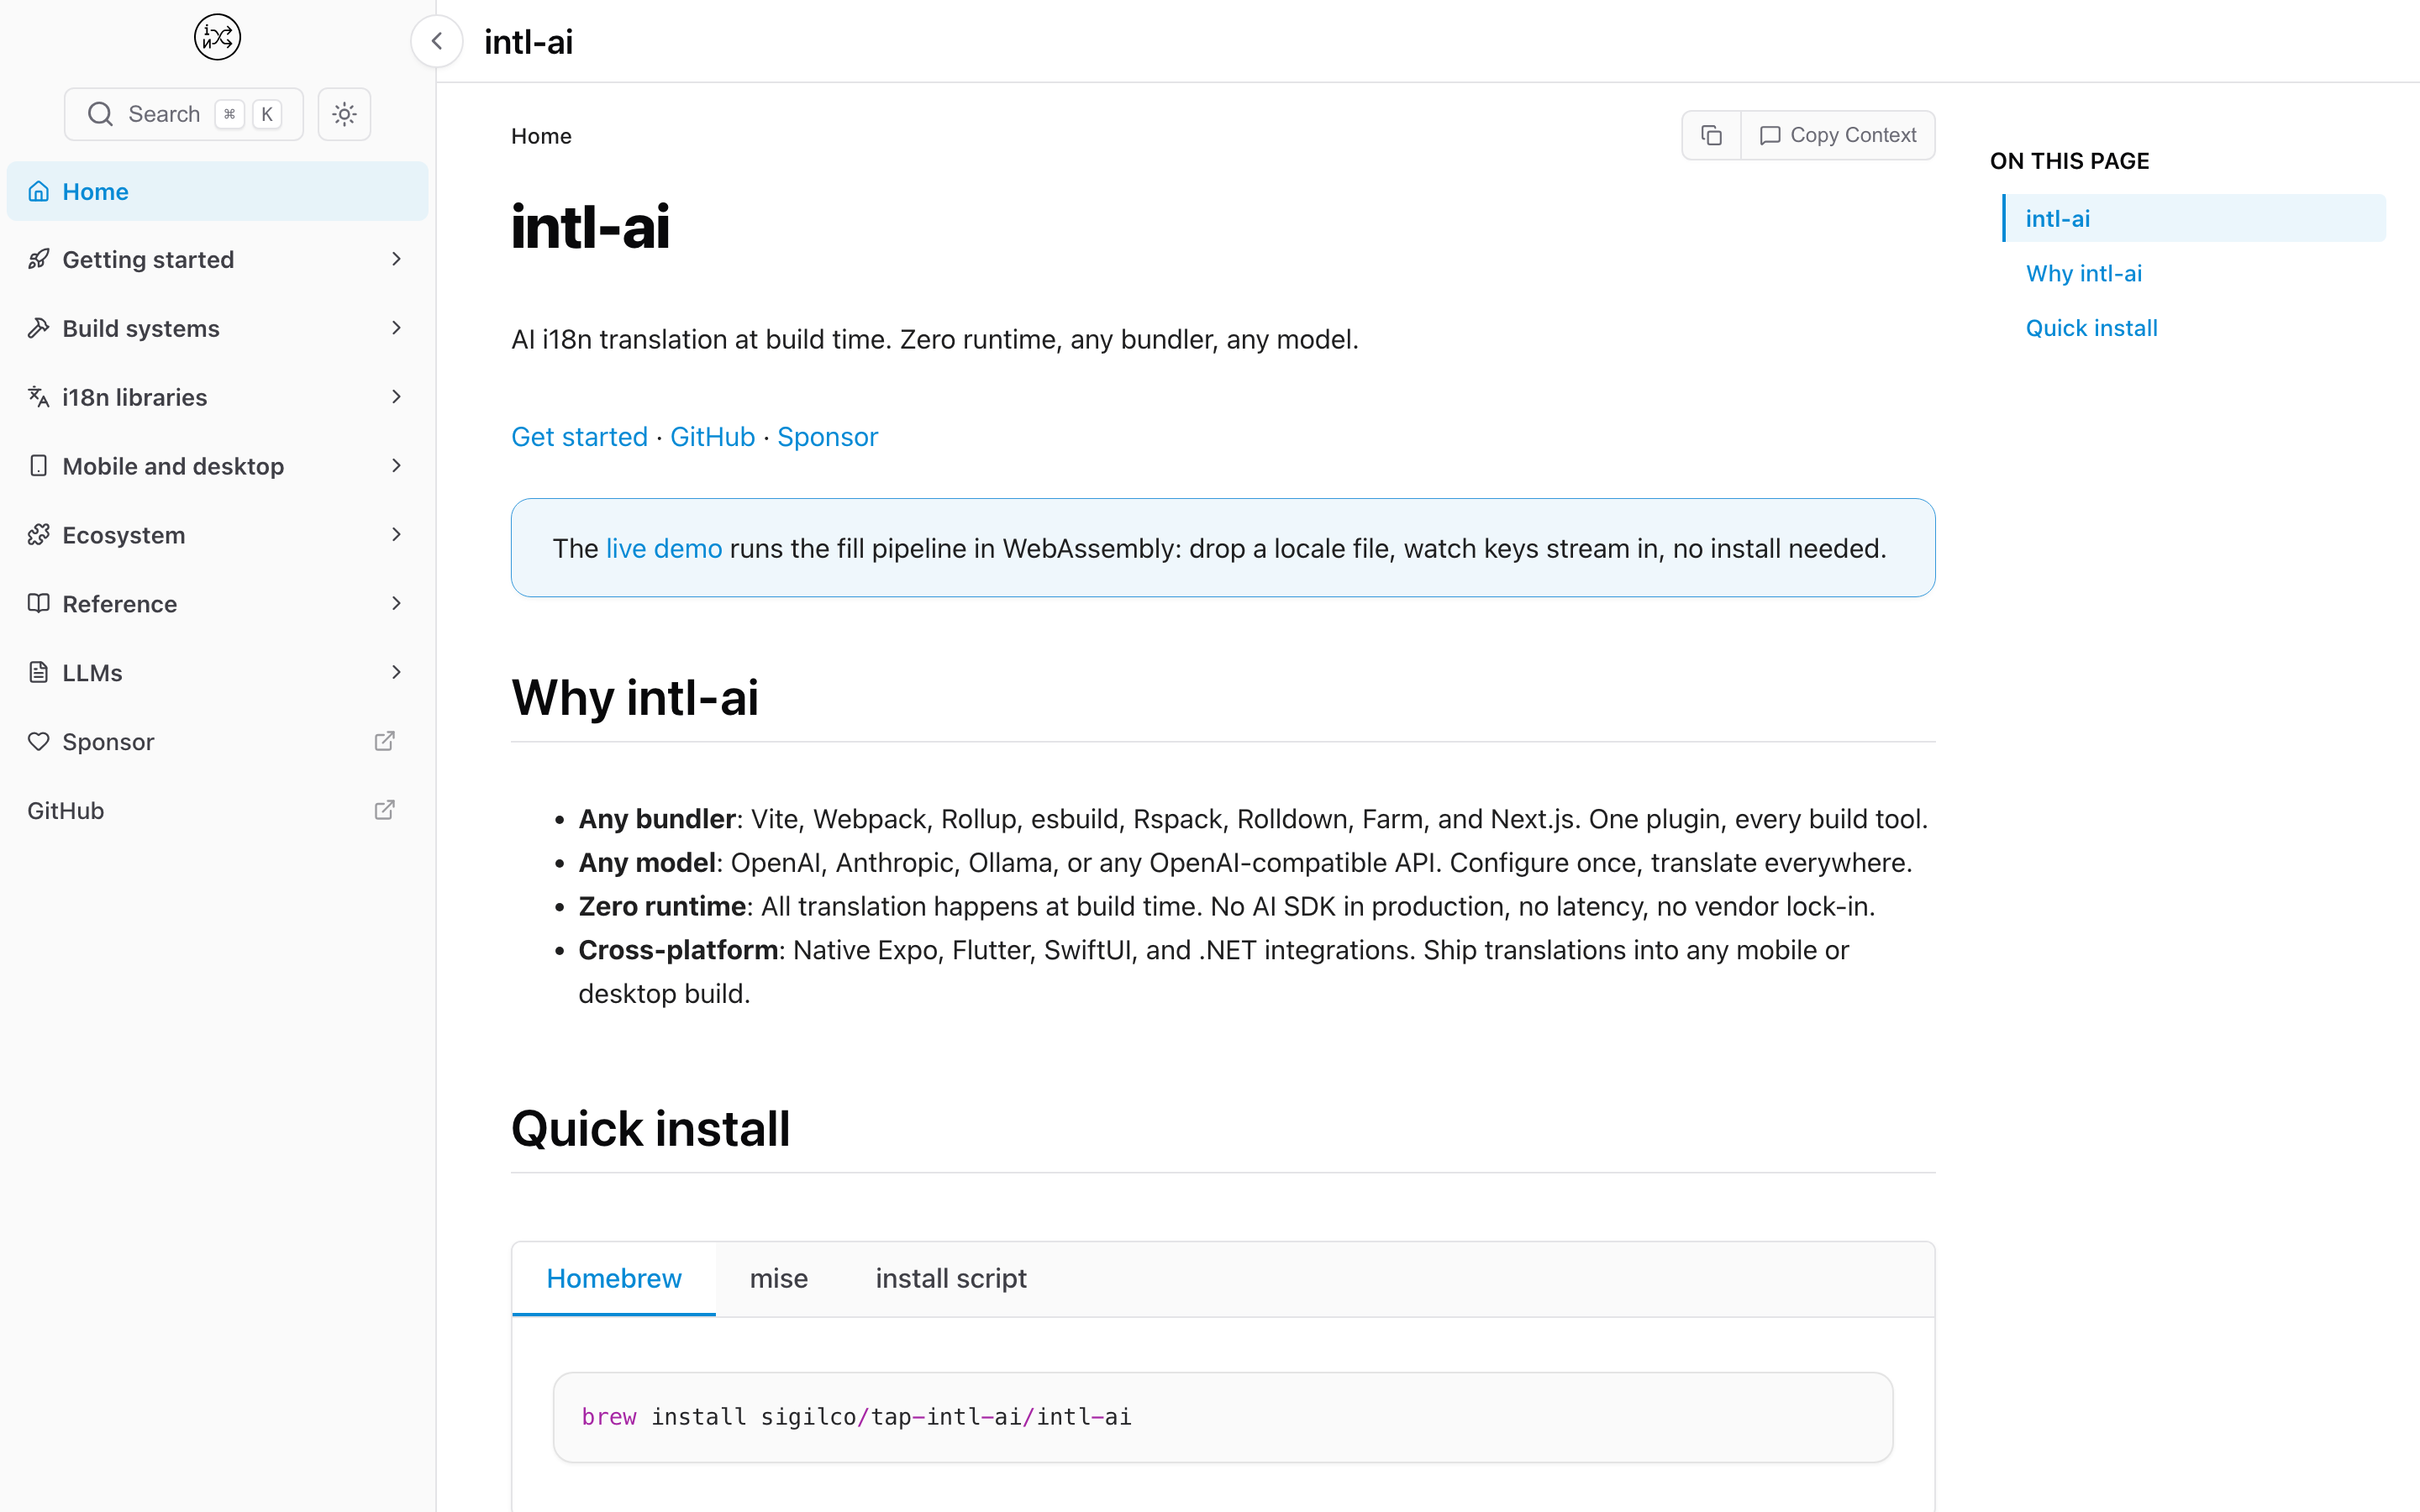 intl-ai
Search ⌘ K
Home
Getting started
Build systems
i18n libraries
Mobile and desktop
Ecosystem
Reference
LLMs
Sponsor
GitHub
Home
Copy Context
intl-ai
AI i18n translation at build time. Zero runtime, any bundler, any model.
Get started · GitHub · Sponsor
The live demo runs the fill pipeline in WebAssembly: drop a locale file, watch keys stream in, no install needed.
Why intl-ai
• Any bundler: Vite, Webpack, Rollup, esbuild, Rspack, Rolldown, Farm, and Next.js. One plugin, every build tool.
• Any model: OpenAI, Anthropic, Ollama, or any OpenAI-compatible API. Configure once, translate everywhere.
• Zero runtime: All translation happens at build time. No AI SDK in production, no latency, no vendor lock-in.
• Cross-platform: Native Expo, Flutter, SwiftUI, and .NET integrations. Ship translations into any mobile or
desktop build.
Quick install
Homebrew mise install script
brew install sigilco/tap-intl-ai/intl-ai
ON THIS PAGE
intl-ai
Why intl-ai
Quick install